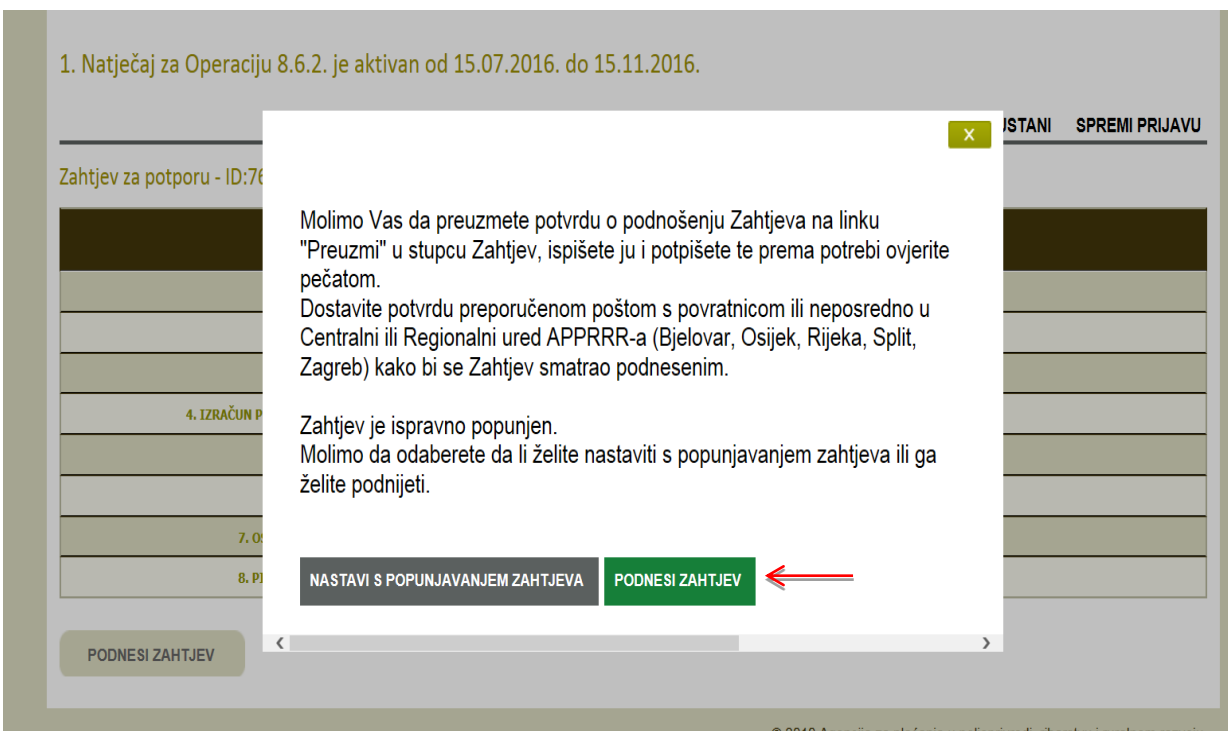 1. Natječaj za Operaciju 8.6.2. je aktivan od 15.07.2016. do 15.11.2016.
SPREMI PRIJAVU
X
Zahtjev za potporu - ID:76
Molimo Vas da preuzmete potvrdu o podnošenju Zahtjeva na linku
"Preuzmi" u stupcu Zahtjev, ispišete ju i potpišete te prema potrebi ovjerite
pečatom.
Dostavite potvrdu preporučenom poštom s povratnicom ili neposredno u
Centralni ili Regionalni ured APPRRR-a (Bjelovar, Osijek, Rijeka, Split,
Zagreb) kako bi se Zahtjev smatrao podnesenim.
Zahtjev je ispravno popunjen.
Molimo da odaberete da li želite nastaviti s popunjavanjem zahtjeva ili ga
želite podnijeti.
4. IZRAČUN
7.
8.
NASTAVI S POPUNJAVANJEM ZAHTJEVA PODNESI ZAHTJEV
PODNESI ZAHTJEV